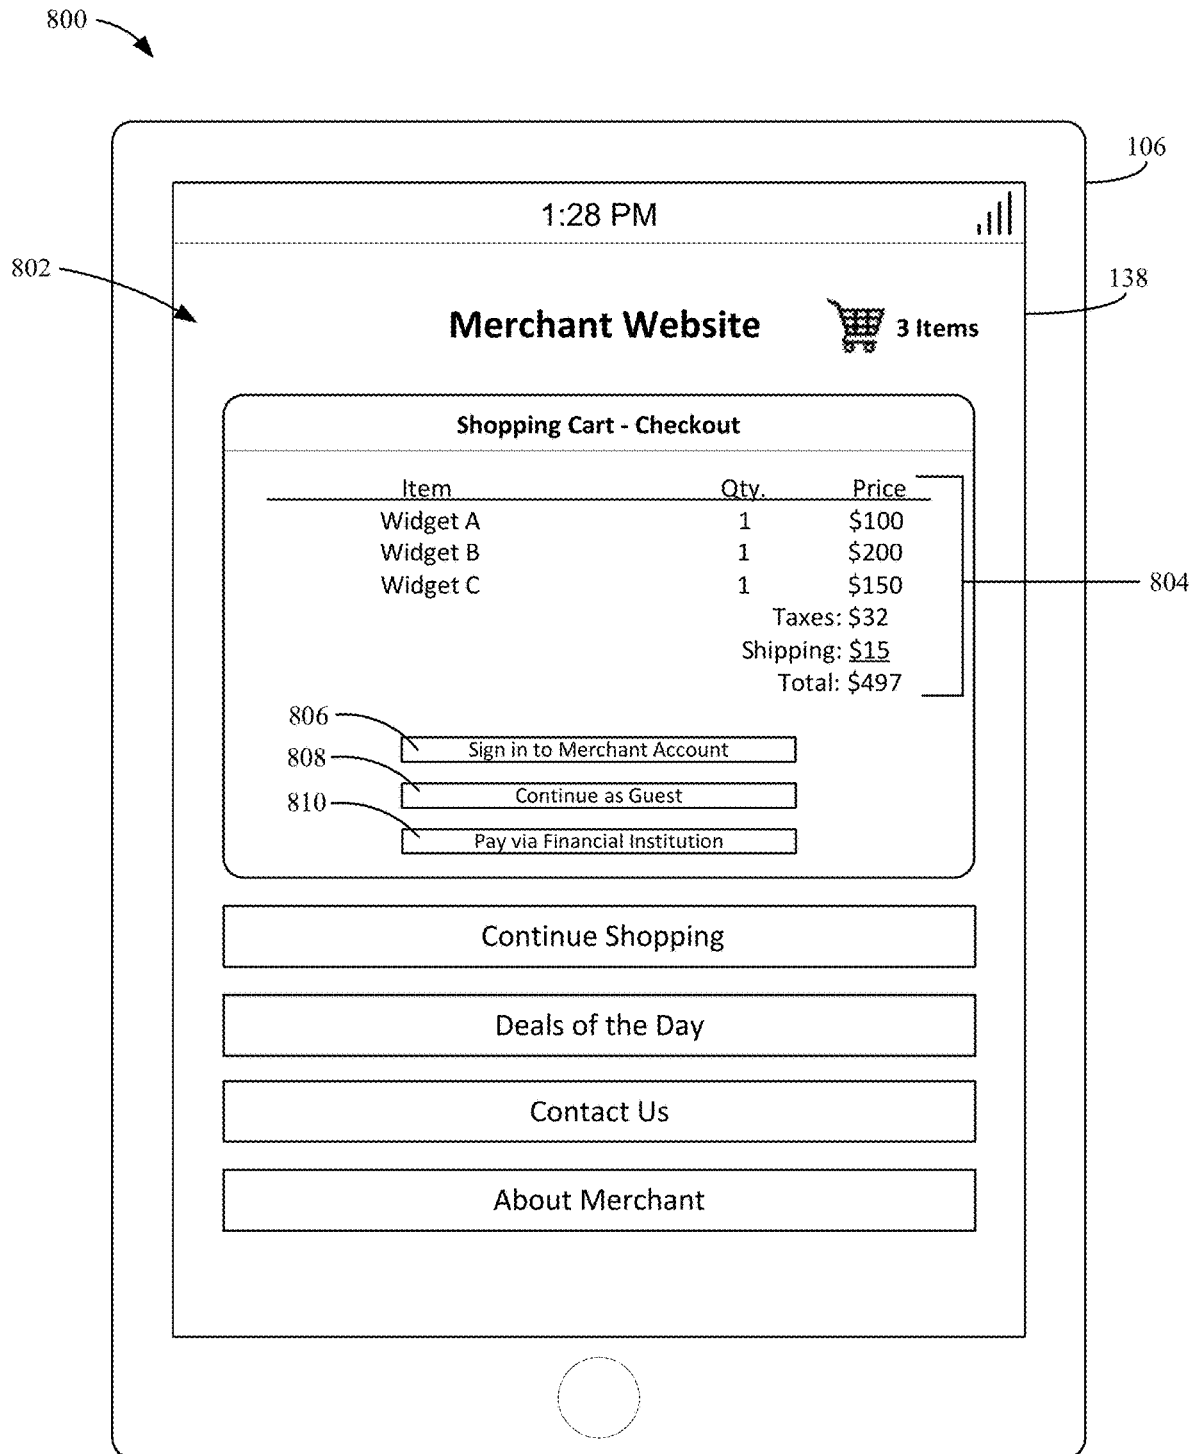 800
106
1:28 PM
802
138
Merchant Website
3 Items
Shopping Cart - Checkout
Item Qty. Price
Widget A 1 $100
Widget B 1 $200
Widget C 1 $150
804
Taxes: $32
Shipping: $15
Total: $497
806
Sign in to Merchant Account
808
Continue as Guest
810
Pay via Financial Institution
Continue Shopping
Deals of the Day
Contact Us
About Merchant